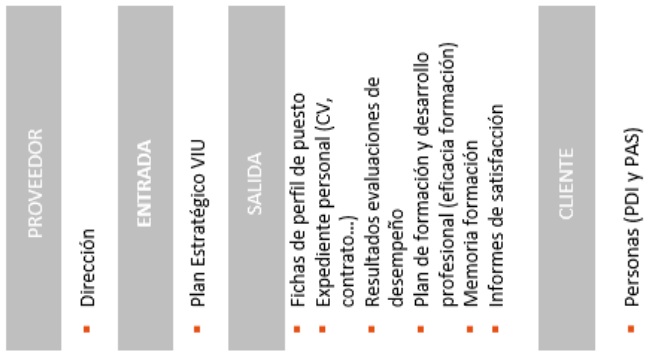 PROVEEDOR
Dirección
ENTRADA
Plan Estratégico VIU
SALIDA
Fichas de perfil de puesto
Expediente personal (CV,
contrato...)
Resultados evaluaciones de
desempeño
Plan de formación y desarrollo
profesional (eficacia formación)
Memoria formación
Informes de satisfacción
CLIENTE
Personas (PDI y PAS)